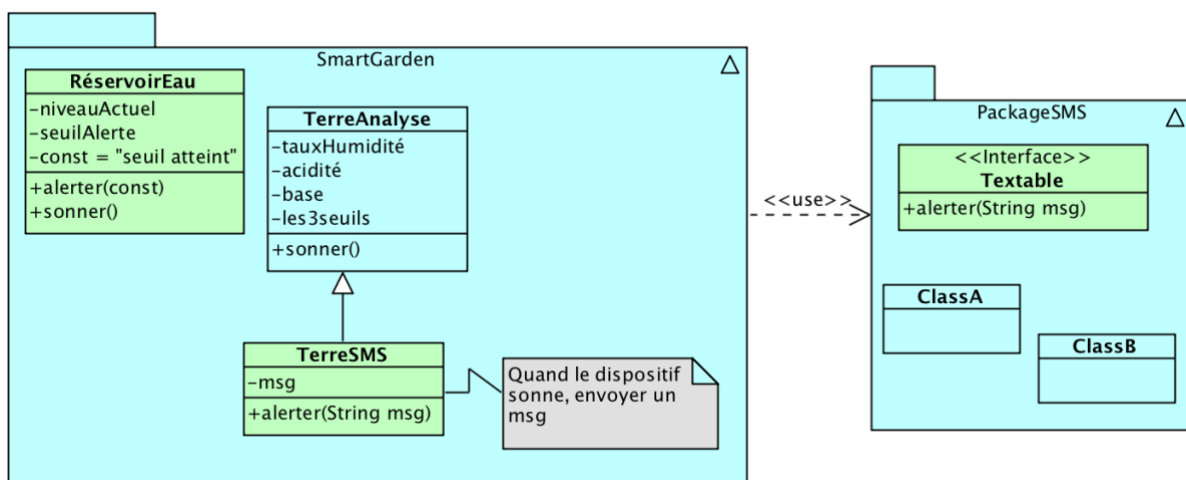 SmartGarden
RéservoirEau
-niveauActuel
-seuilAlerte
-const = "seuil atteint"
+alerter(const)
+sonner()
TerreAnalyse
-tauxHumidité
-acidité
-base
-les3seuils
+sonner()
TerreSMS
-msg
+alerter(String msg)
Quand le dispositif
sonne, envoyer un
msg
<<use>>
PackageSMS
<<Interface>>
Textable
+alerter(String msg)
ClassA
ClassB